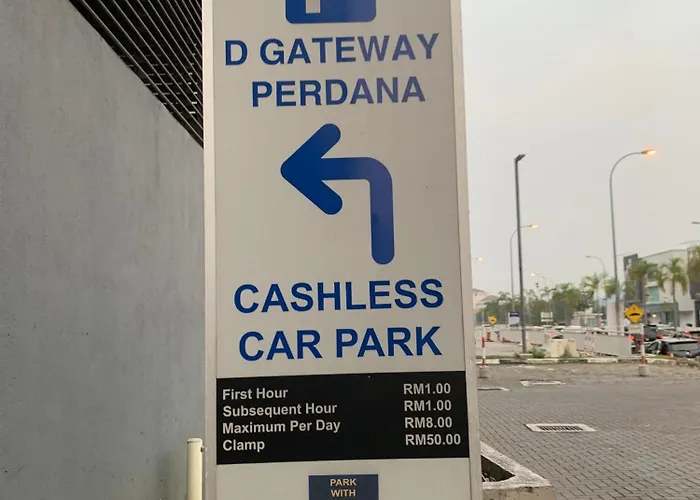 D GATEWAY
PERDANA
CASHLESS
CAR PARK
First Hour RM1.00
Subsequent Hour RM1.00
Maximum Per Day RM8.00
Clamp RM50.00
PARK
WITH